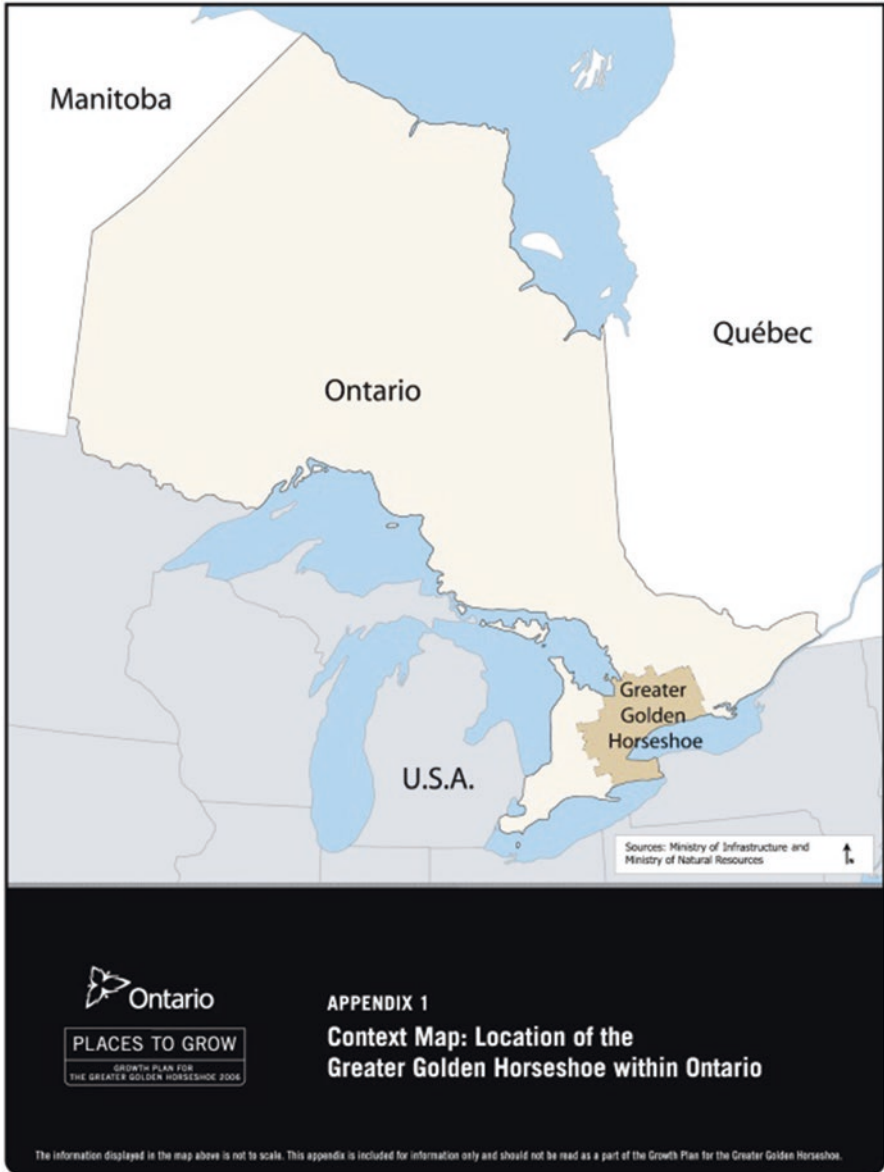 Manitoba
Québec
Ontario
Greater
Golden
Horseshoe
U.S.A.
Sources: Ministry of Infrastructure and
Ministry of Natural Resources
Ontario
PLACES TO GROW
GROWTH PLAN FOR
THE GREATER GOLDEN HORSESHOE 2006
APPENDIX 1
Context Map: Location of the
Greater Golden Horseshoe within Ontario
The information displayed in the map above is not to scale. This appendix is included for information only and should not be read as a part of the Growth Plan for the Greater Golden Horseshoe.